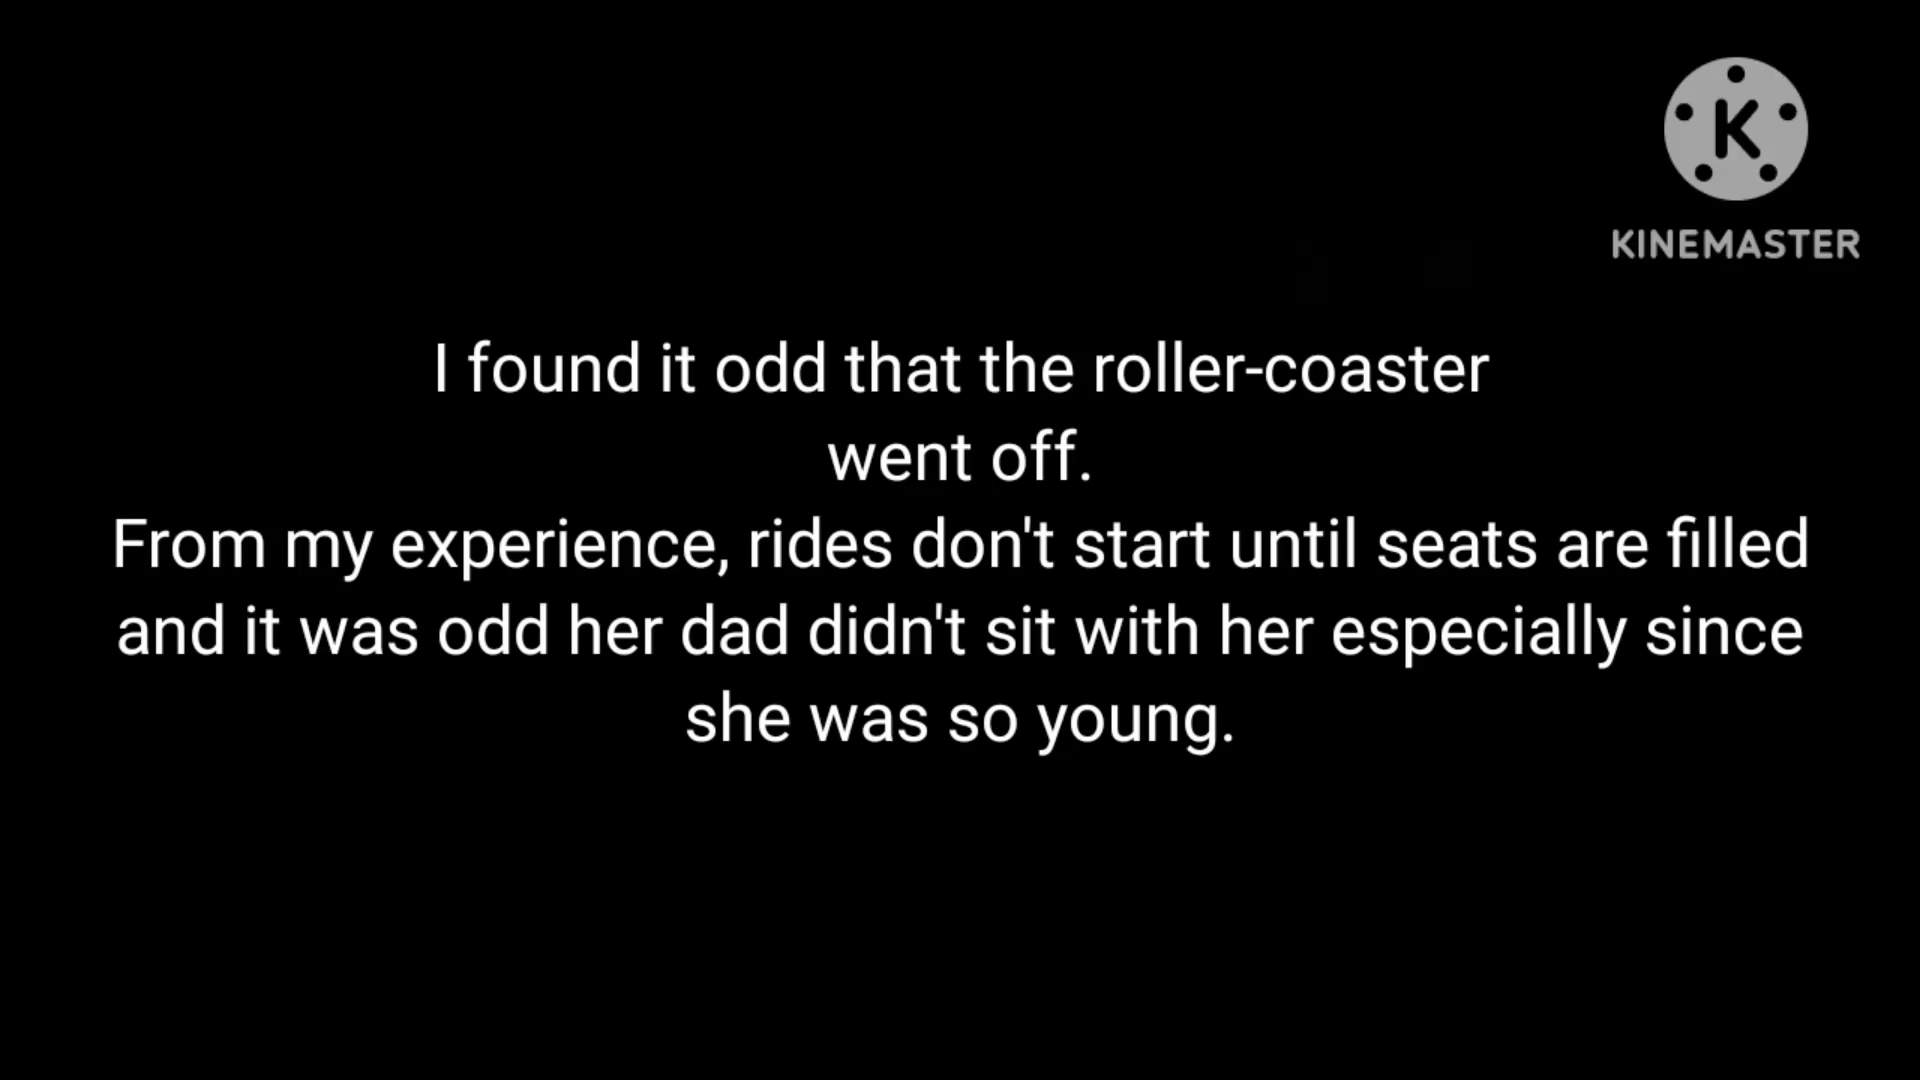 K
KINEMASTER
I found it odd that the roller-coaster
went off.
From my experience, rides don't start until seats are filled
and it was odd her dad didn't sit with her especially since
she was so young.